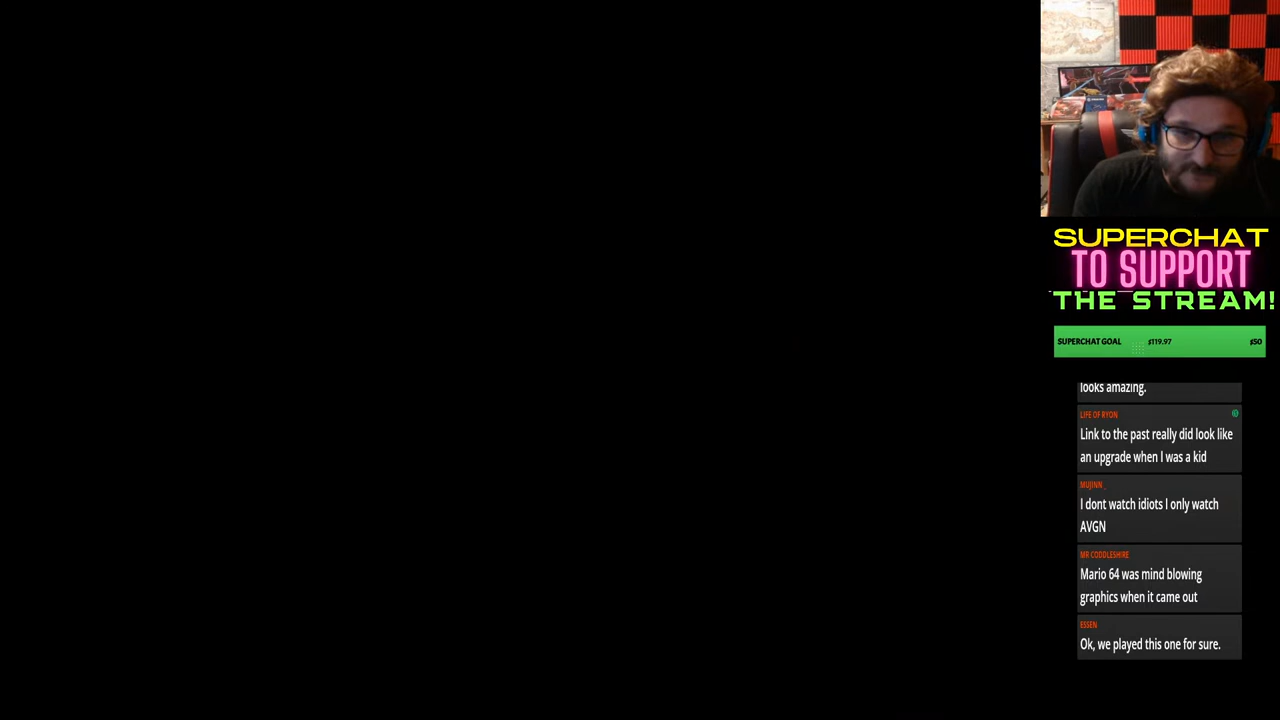 SUPERCHAT
TO SUPPORT
THE STREAM!
SUPERCHAT GOAL $119.97 $50
looks amazing.
LIFE OF RYON
Link to the past really did look like
an upgrade when I was a kid
MUJINN_
I dont watch idiots I only watch
AVGN
MR CODDLESHIRE
Mario 64 was mind blowing
graphics when it came out
ESSEN
Ok, we played this one for sure.